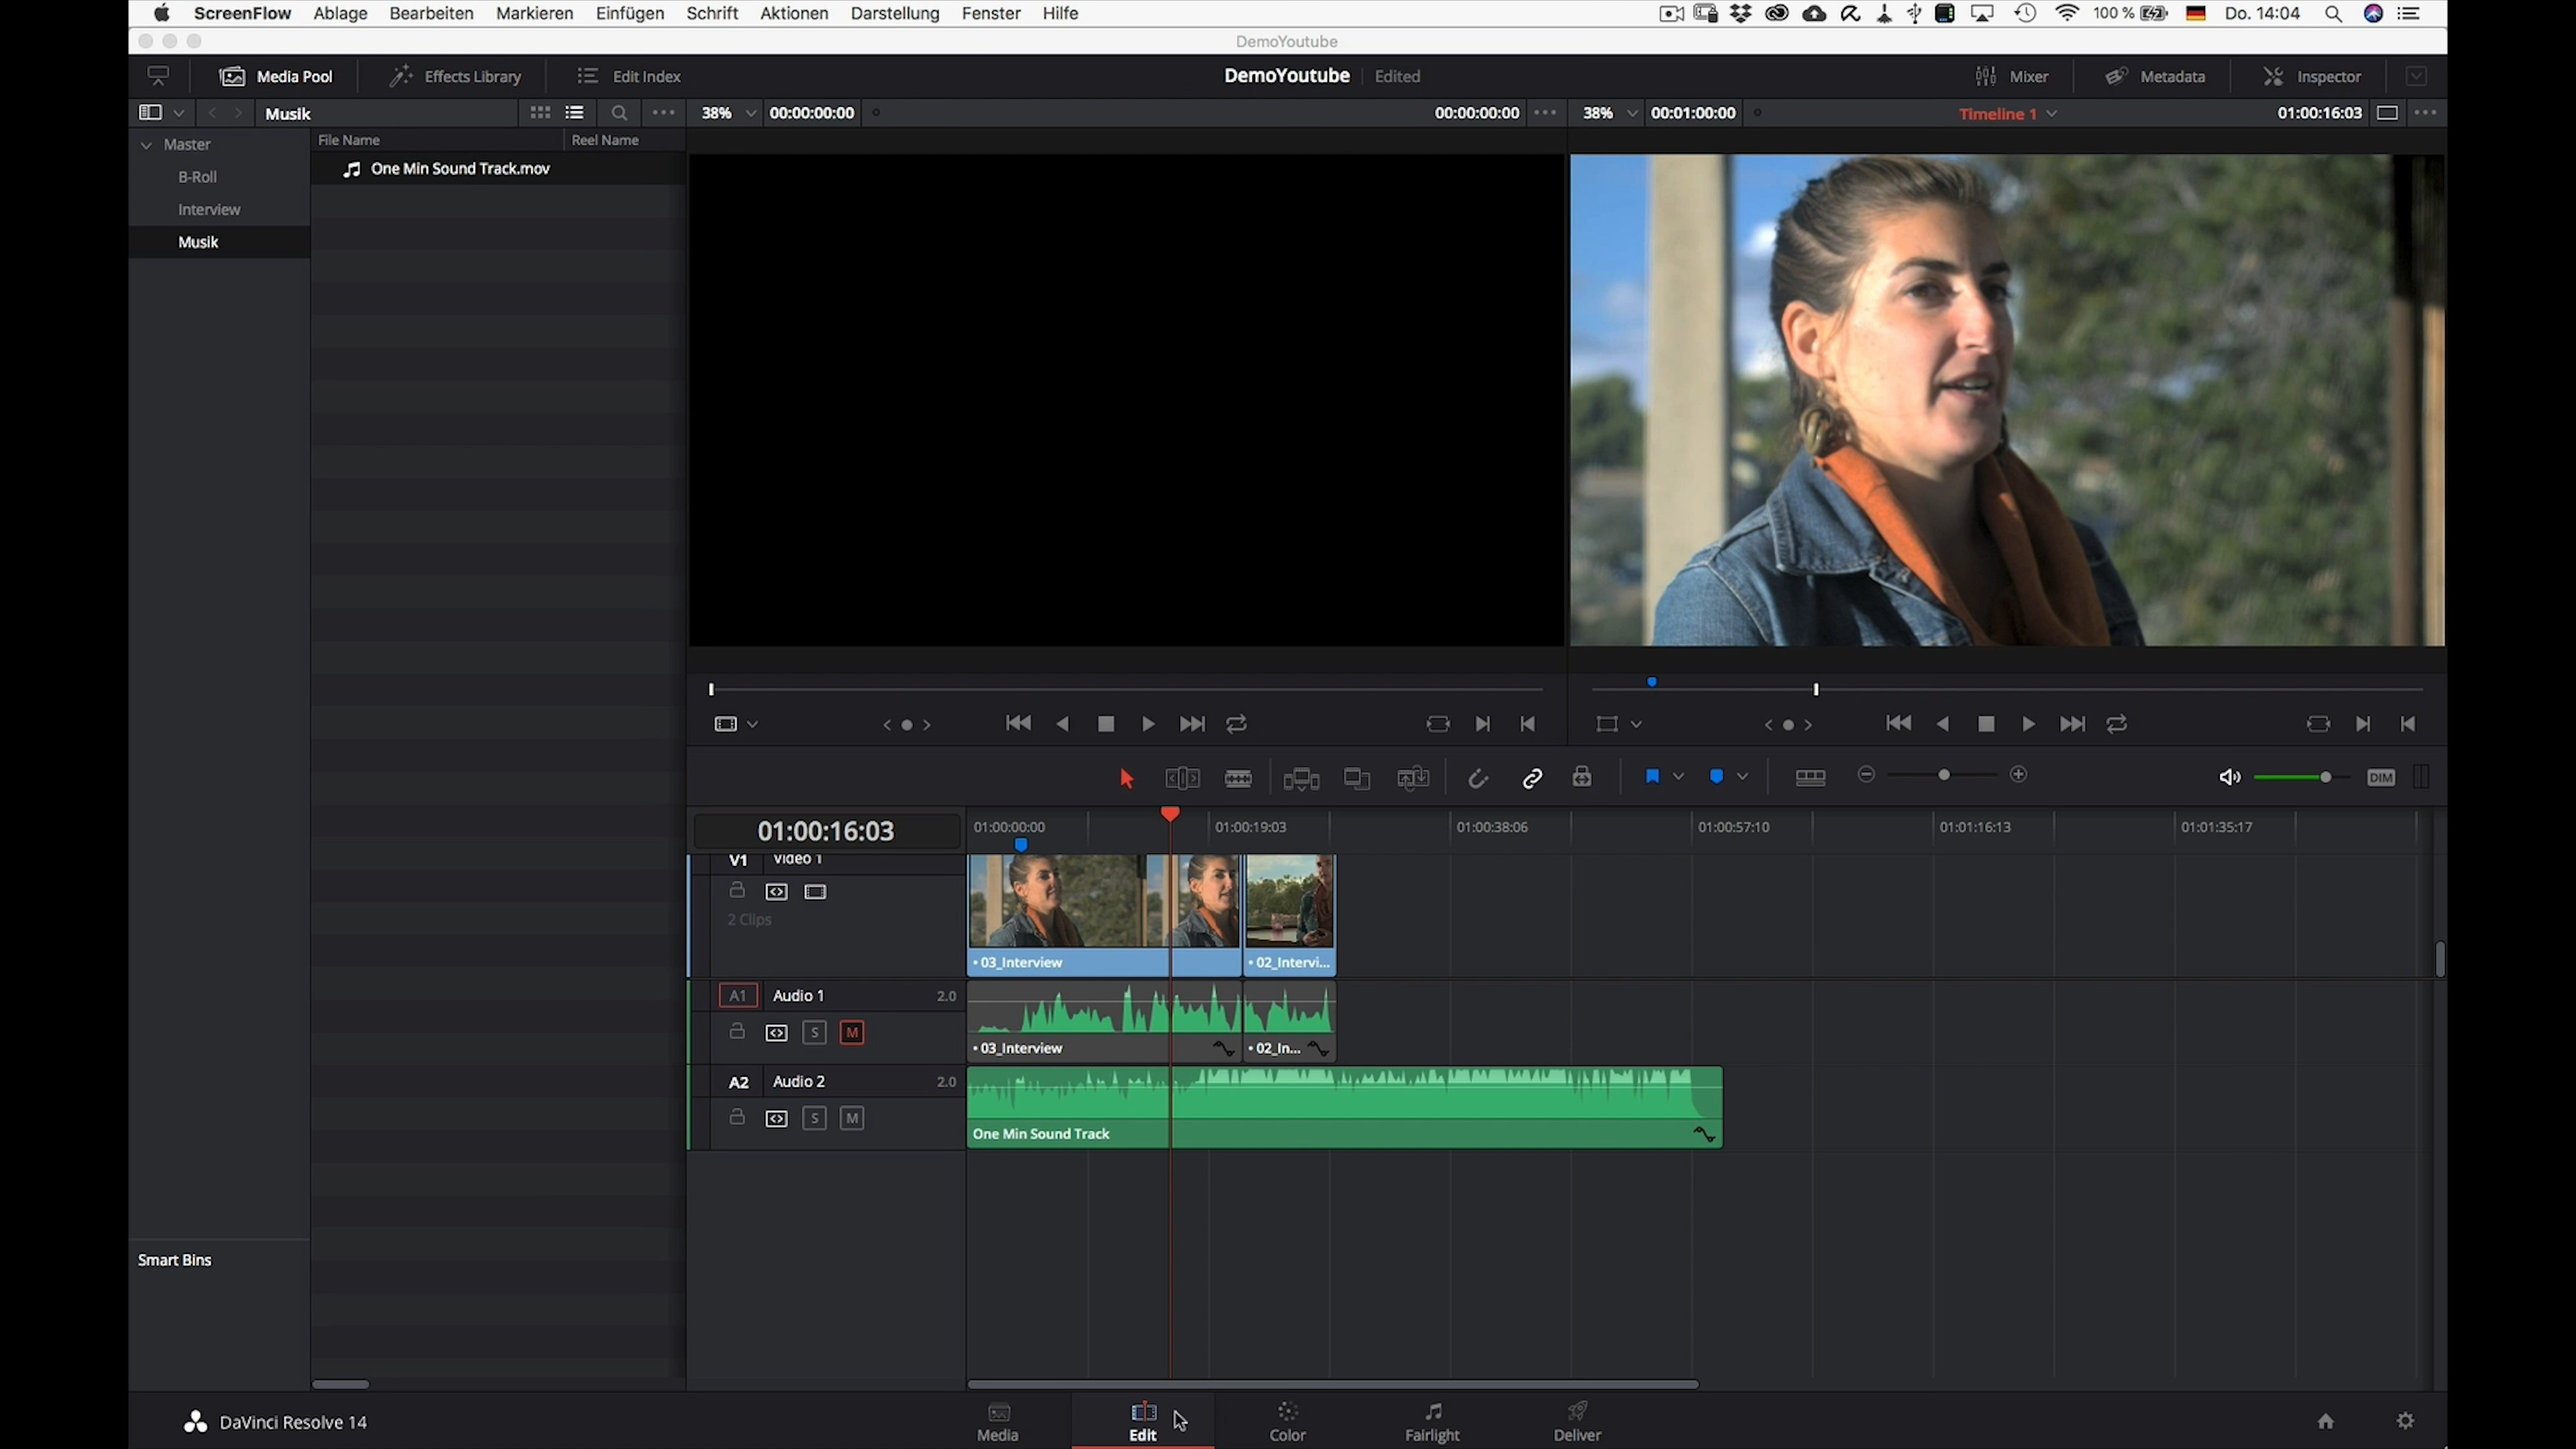 ScreenFlow Ablage Bearbeiten Markieren Einfügen Schrift Aktionen Darstellung Fenster Hilfe 100 % Do. 14:04
DemoYoutube
Media Pool Effects Library Edit Index DemoYoutube Edited Mixer Metadata Inspector
Musik 38% 00:00:00:00 00:00:00:00 38% 00:01:00:00 Timeline 1 01:00:16:03
Master
File Name Reel Name
One Min Sound Track.mov
B-Roll
Interview
Musik
DIM
01:00:16:03 01:00:00:00 01:00:19:03 01:00:38:06 01:00:57:10 01:01:16:13 01:01:35:17
V1 Video 1
2 Clips
• 03_Interview • 02_Intervi...
A1 Audio 1 2.0
S M
• 03_Interview • 02_In...
A2 Audio 2 2.0
S M
One Min Sound Track
Smart Bins
DaVinci Resolve 14
Media Edit Color Fairlight Deliver